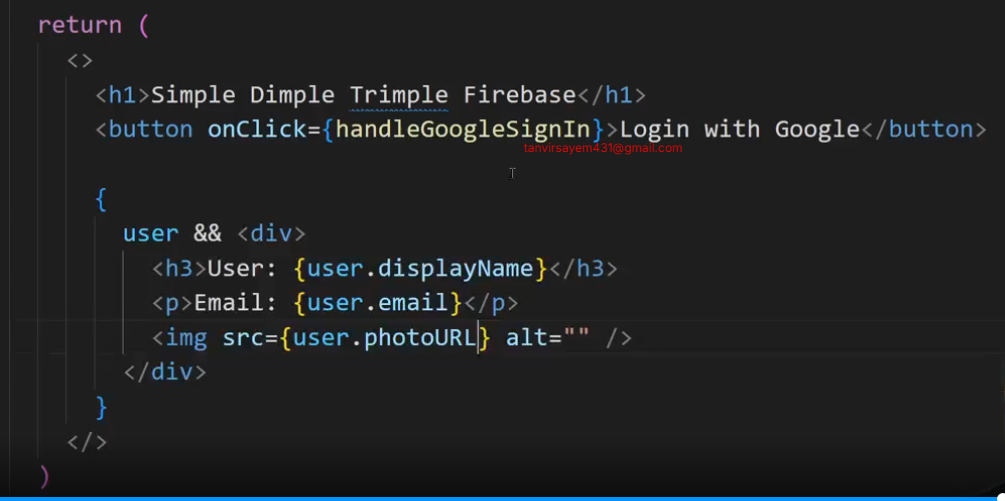 return (
<>
<h1>Simple Dimple Trimple Firebase</h1>
<button onClick={handleGoogleSignIn}>Login with Google</button>
tanvirsayem431@gmail.com
{
user && <div>
<h3>User: {user.displayName}</h3>
<p>Email: {user.email}</p>
<img src={user.photoURL} alt="" />
</div>
}
</>
)